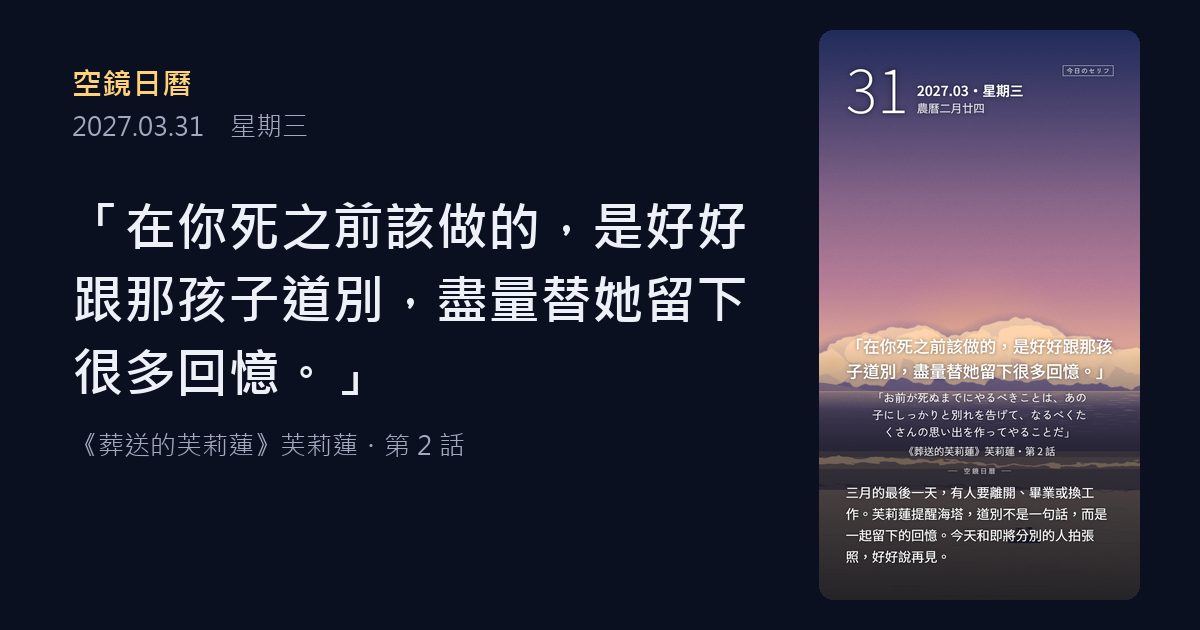 空鏡日曆
2027.03.31　星期三
「在你死之前該做的，是好好
跟那孩子道別，盡量替她留下
很多回憶。」
《葬送的芙莉蓮》芙莉蓮・第 2 話
31
2027.03・星期三
農曆二月廿四
今日のセリフ
「在你死之前該做的，是好好跟那孩
子道別，盡量替她留下很多回憶。」
「お前が死ぬまでにやるべきことは、あの
子にしっかりと別れを告げて、なるべくた
くさんの思い出を作ってやることだ」
《葬送的芙莉蓮》芙莉蓮・第 2 話
— 空鏡日曆 —
三月的最後一天，有人要離開、畢業或換工
作。芙莉蓮提醒海塔，道別不是一句話，而是
一起留下的回憶。今天和即將分別的人拍張
照，好好說再見。